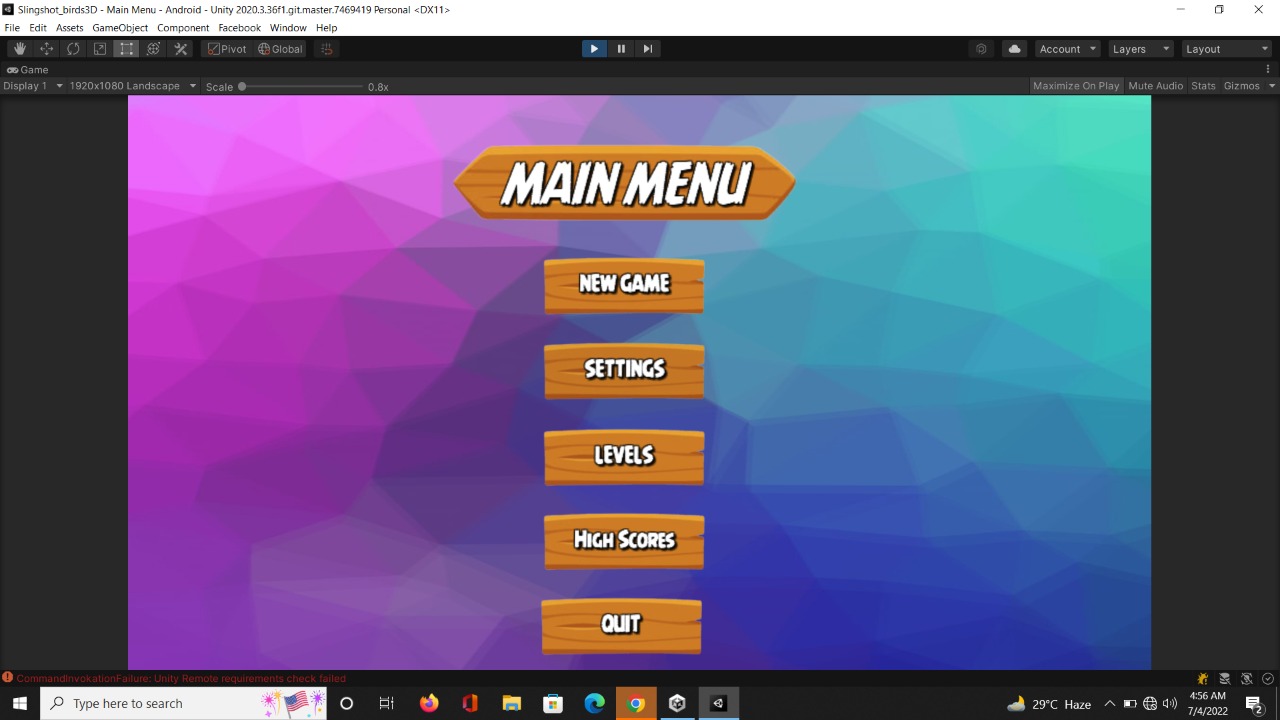 Slingshot_birds3D - Main Menu - Android - Unity 2020.3.36f1.git.master.7469419 Personal <DX11>
File Edit Assets GameObject Component Facebook Window Help
Pivot Global Account Layers Layout
Game
Display 1 1920x1080 Landscape Scale 0.8x Maximize On Play Mute Audio Stats Gizmos
MAIN MENU
NEW GAME
SETTINGS
LEVELS
High Scores
QUIT
CommandInvokationFailure: Unity Remote requirements check failed
Type here to search 29°C Haze 4:56 AM
7/4/2022 2